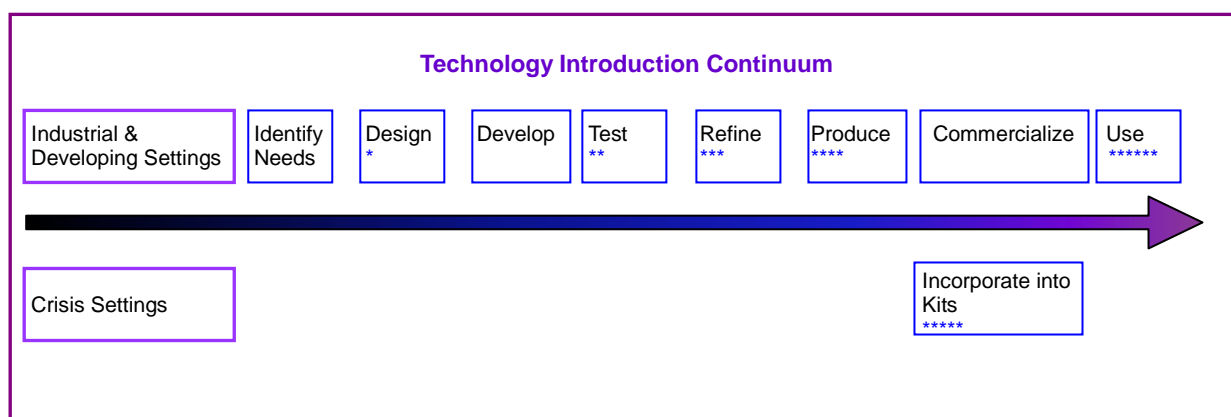 Technology Introduction Continuum
Industrial &
Developing Settings
Identify
Needs
Design
*
Develop
Test
**
Refine
***
Produce
****
Commercialize
Use
******
Crisis Settings
Incorporate into
Kits
*****